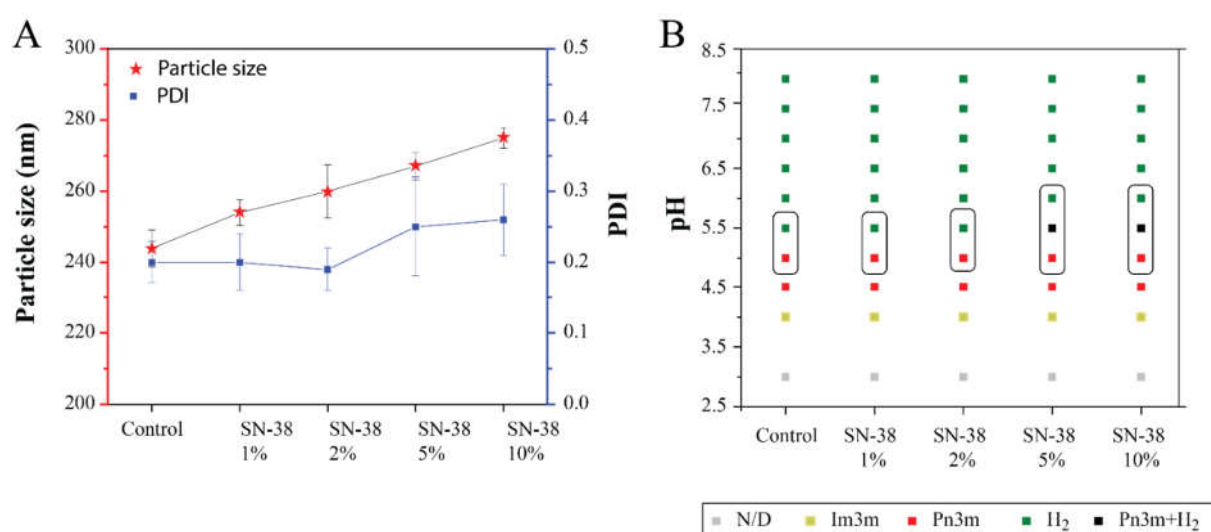 A
Particle size (nm)
300
280
260
240
220
200
Particle size
PDI
0.5
0.4
0.3
0.2
0.1
0.0
PDI
Control
SN-38
1%
SN-38
2%
SN-38
5%
SN-38
10%
B
pH
8.5
7.5
6.5
5.5
4.5
3.5
2.5
Control
SN-38
1%
SN-38
2%
SN-38
5%
SN-38
10%
N/D Im3m Pn3m H₂ Pn3m+H₂